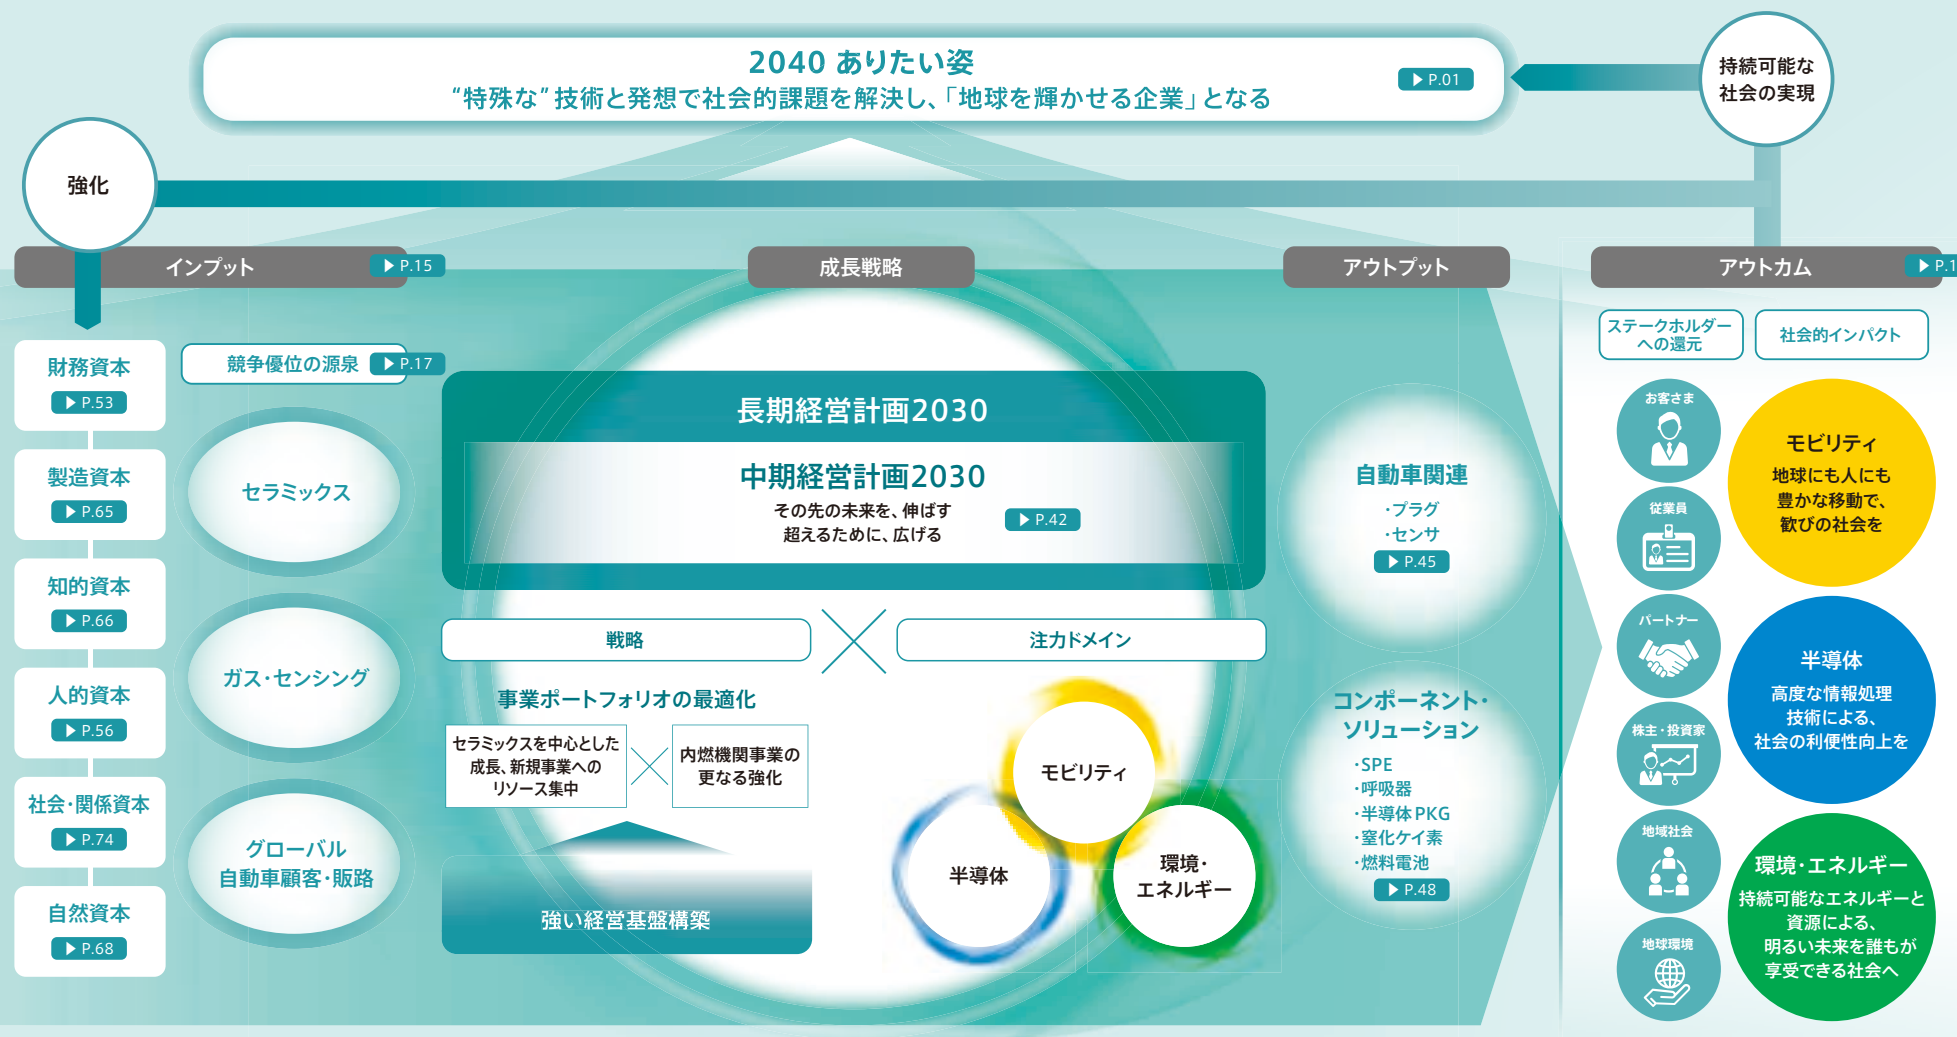 2040 ありたい姿
“特殊な”技術と発想で社会的課題を解決し、「地球を輝かせる企業」となる
P.01
持続可能な
社会の実現
強化
インプット
P.15
成長戦略
アウトプット
アウトカム
P.1
財務資本
P.53
製造資本
P.65
知的資本
P.66
人的資本
P.56
社会・関係資本
P.74
自然資本
P.68
競争優位の源泉
P.17
セラミックス
ガス・センシング
グローバル
自動車顧客・販路
長期経営計画2030
中期経営計画2030
その先の未来を、伸ばす
超えるために、広げる
P.42
戦略
注力ドメイン
事業ポートフォリオの最適化
セラミックスを中心とした
成長、新規事業への
リソース集中
内燃機関事業の
更なる強化
強い経営基盤構築
モビリティ
半導体
環境・
エネルギー
自動車関連
・プラグ
・センサ
P.45
コンポーネント・
ソリューション
・SPE
・呼吸器
・半導体PKG
・窒化ケイ素
・燃料電池
P.48
ステークホルダー
への還元
社会的インパクト
お客さま
従業員
パートナー
株主・投資家
地域社会
地球環境
モビリティ
地球にも人にも
豊かな移動で、
歓びの社会を
半導体
高度な情報処理
技術による、
社会の利便性向上を
環境・エネルギー
持続可能なエネルギーと
資源による、
明るい未来を誰もが
享受できる社会へ